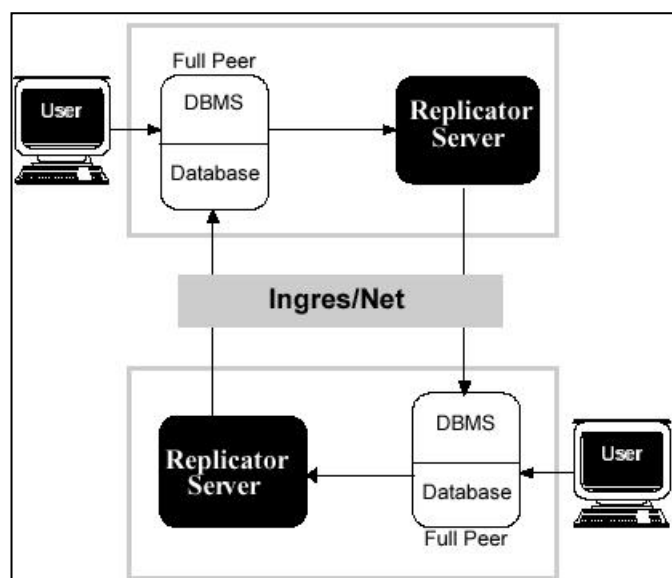 Full Peer
User
DBMS
Database
Replicator
Server
Ingres/Net
Replicator
Server
DBMS
Database
Full Peer
User